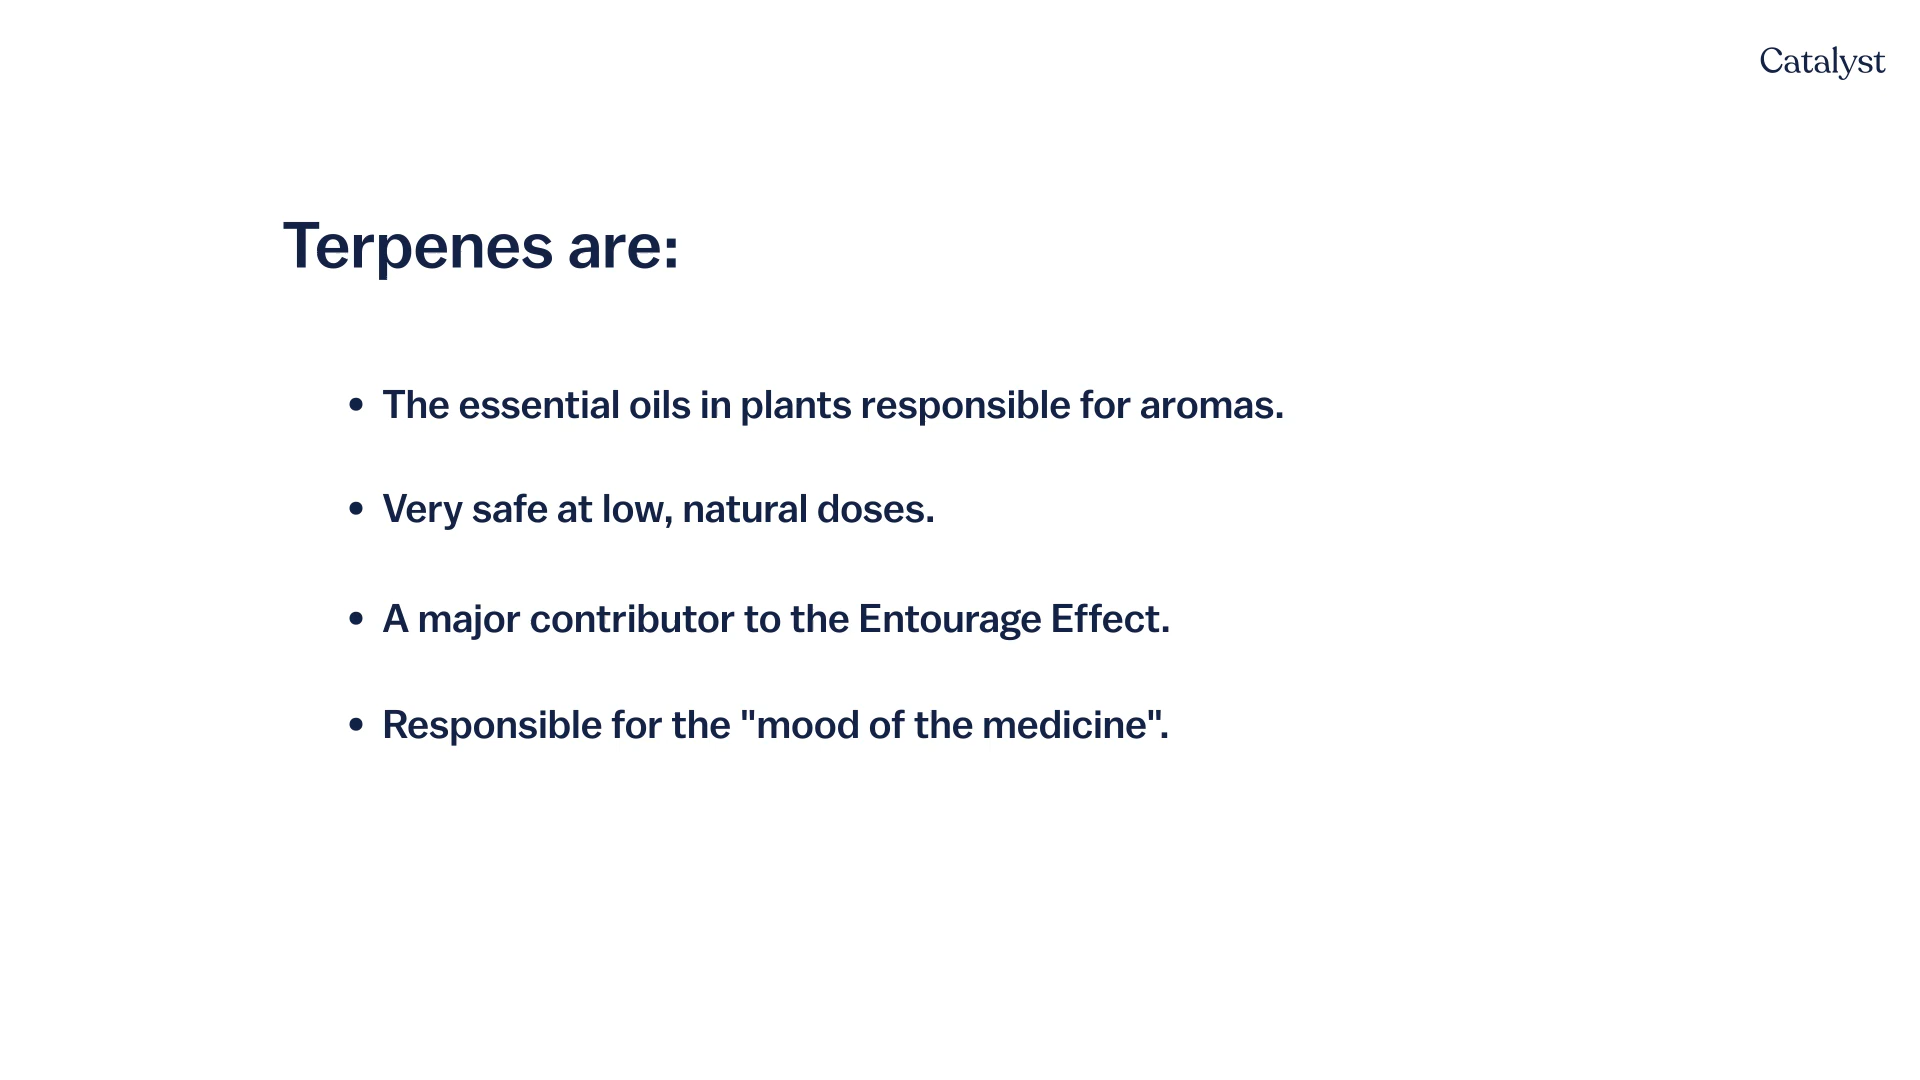 Catalyst
Terpenes are:
• The essential oils in plants responsible for aromas.
• Very safe at low, natural doses.
• A major contributor to the Entourage Effect.
• Responsible for the "mood of the medicine".